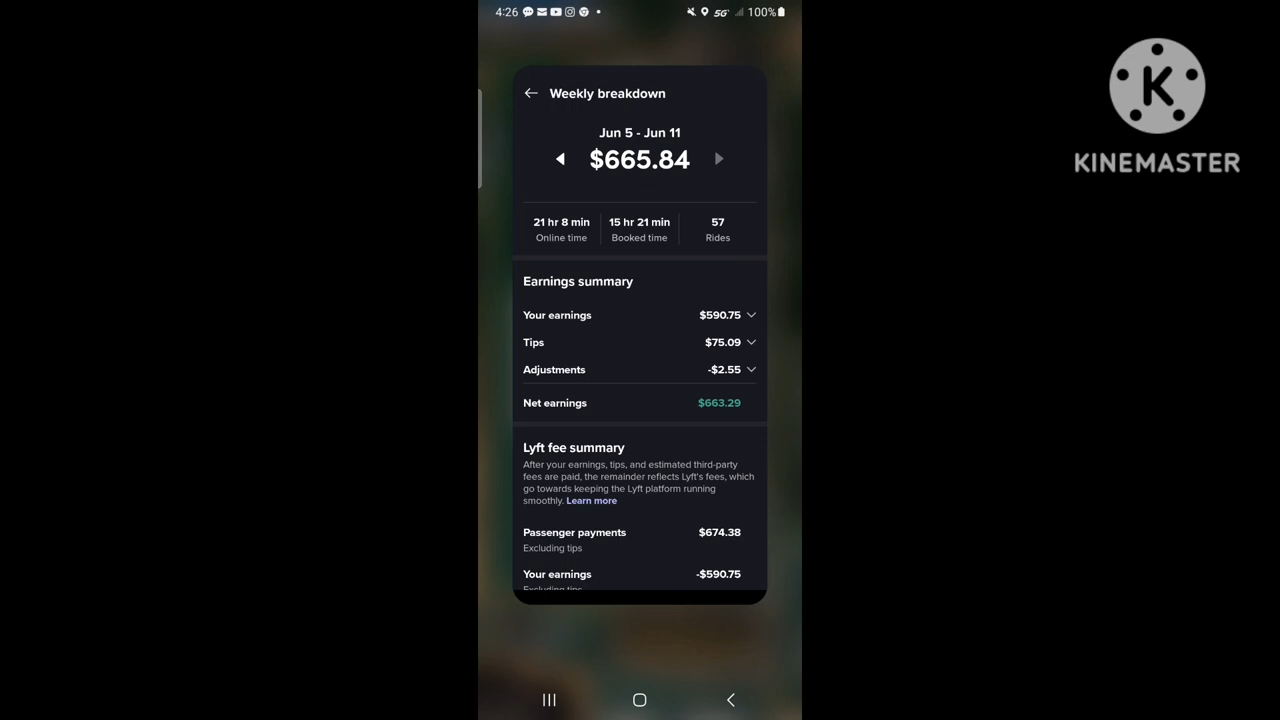 4:26
5G
100%
Weekly breakdown
Jun 5 - Jun 11
$665.84
21 hr 8 min
Online time
15 hr 21 min
Booked time
57
Rides
Earnings summary
Your earnings $590.75
Tips $75.09
Adjustments -$2.55
Net earnings $663.29
Lyft fee summary
After your earnings, tips, and estimated third-party
fees are paid, the remainder reflects Lyft's fees, which
go towards keeping the Lyft platform running
smoothly. Learn more
Passenger payments $674.38
Excluding tips
Your earnings -$590.75
Excluding tips
K
KINEMASTER